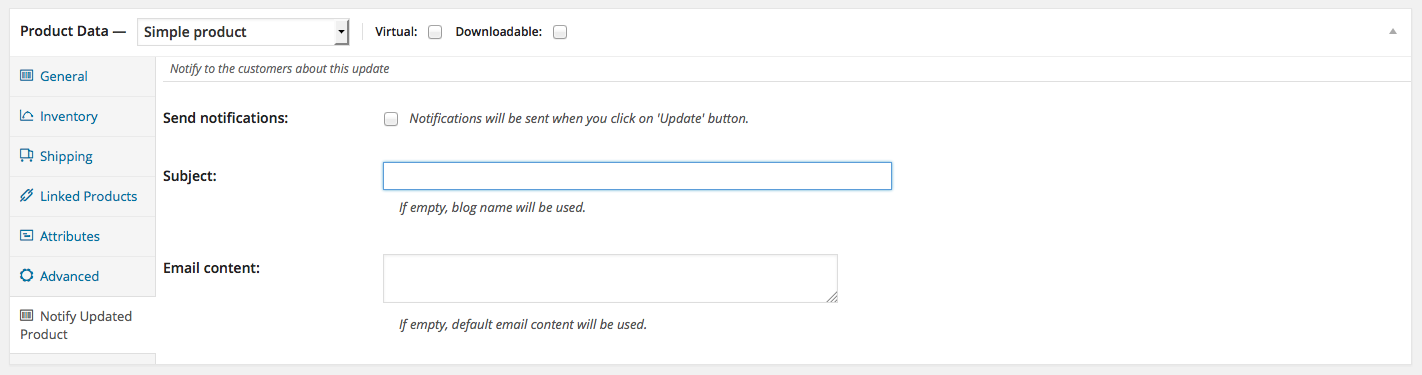 Product Data — Simple product Virtual: Downloadable:
General
Notify to the customers about this update
Inventory
Send notifications: Notifications will be sent when you click on 'Update' button.
Shipping
Subject:
Linked Products
If empty, blog name will be used.
Attributes
Advanced
Email content:
Notify Updated
Product
If empty, default email content will be used.